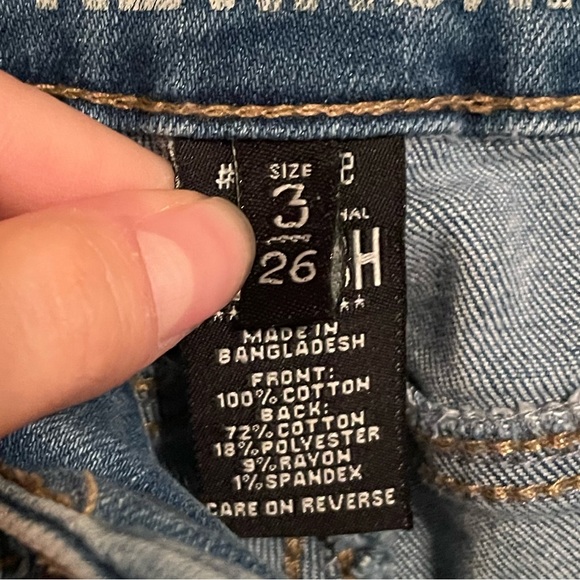 #
SIZE
3
26
H
**
**
MADE IN
BANGLADESH
FRONT:
100% COTTON
BACK:
72% COTTON
18% POLYESTER
9% RAYON
1% SPANDEX
CARE ON REVERSE